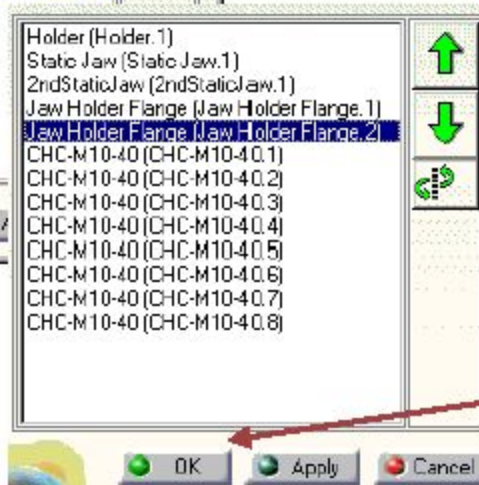 Holder (Holder.1)
Static Jaw (Static Jaw.1)
2ndStaticJaw (2ndStaticJaw.1)
Jaw Holder Flange (Jaw Holder Flange.1)
Jaw Holder Flange (Jaw Holder Flange.2)
CHC-M10-40 (CHC-M10-40.1)
CHC-M10-40 (CHC-M10-40.2)
CHC-M10-40 (CHC-M10-40.3)
CHC-M10-40 (CHC-M10-40.4)
CHC-M10-40 (CHC-M10-40.5)
CHC-M10-40 (CHC-M10-40.6)
CHC-M10-40 (CHC-M10-40.7)
CHC-M10-40 (CHC-M10-40.8)
OK Apply Cancel